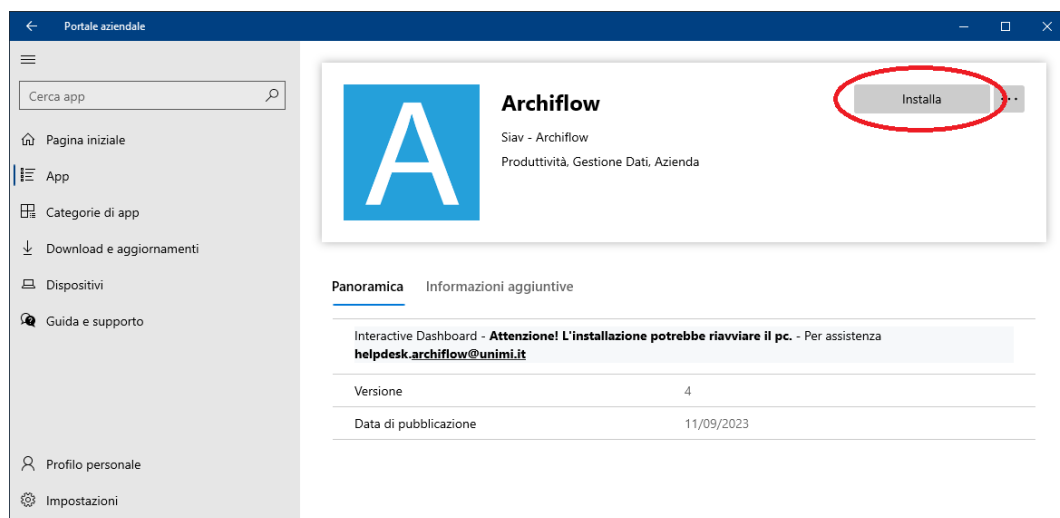 Portale aziendale
Cerca app
Pagina iniziale
App
Categorie di app
Download e aggiornamenti
Dispositivi
Guida e supporto
Profilo personale
Impostazioni
A
Archiflow
Installa
Siav - Archiflow
Produttività, Gestione Dati, Azienda
Panoramica Informazioni aggiuntive
Interactive Dashboard - Attenzione! L'installazione potrebbe riavviare il pc. - Per assistenza
helpdesk.archiflow@unimi.it
Versione 4
Data di pubblicazione 11/09/2023